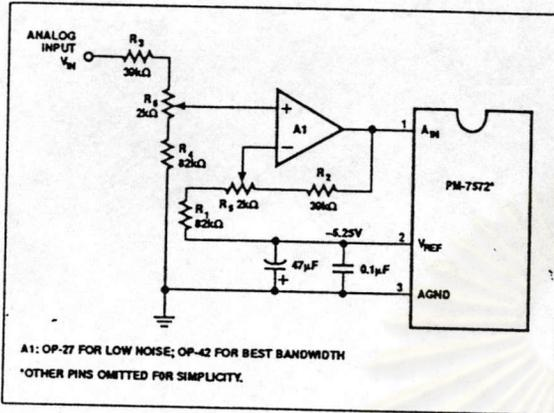 ANALOG
INPUT
VIN
R3
39kΩ
R6
2kΩ
R4
82kΩ
+
−
A1
R2
39kΩ
R5 2kΩ
R1
82kΩ
−5.25V
47µF
+
0.1µF
1
AIN
PM-7572*
2
VREF
3
AGND
A1: OP-27 FOR LOW NOISE; OP-42 FOR BEST BANDWIDTH
*OTHER PINS OMITTED FOR SIMPLICITY.